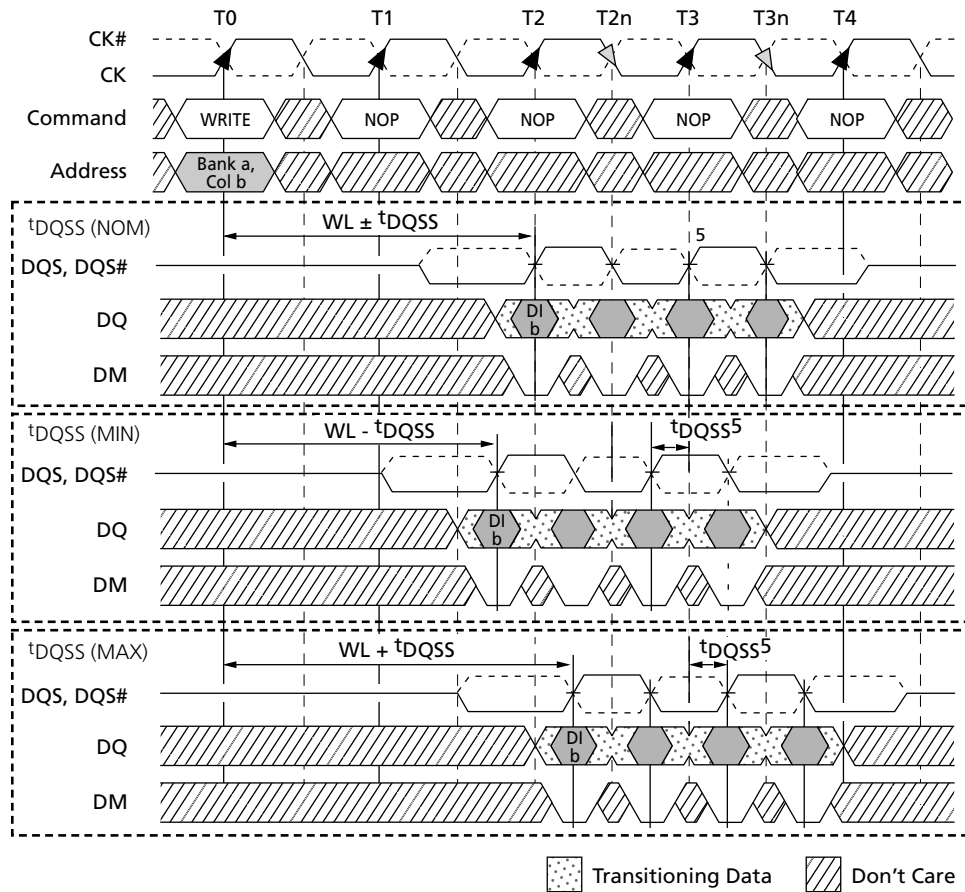 T0 T1 T2 T2n T3 T3n T4
CK#
CK
Command WRITE NOP NOP NOP NOP
Address Bank a, Col b
tDQSS (NOM) WL ± tDQSS 5
DQS, DQS#
DQ DI b
DM
tDQSS (MIN) WL - tDQSS tDQSS5
DQS, DQS#
DQ DI b
DM
tDQSS (MAX) WL + tDQSS tDQSS5
DQS, DQS#
DQ DI b
DM
Transitioning Data Don't Care